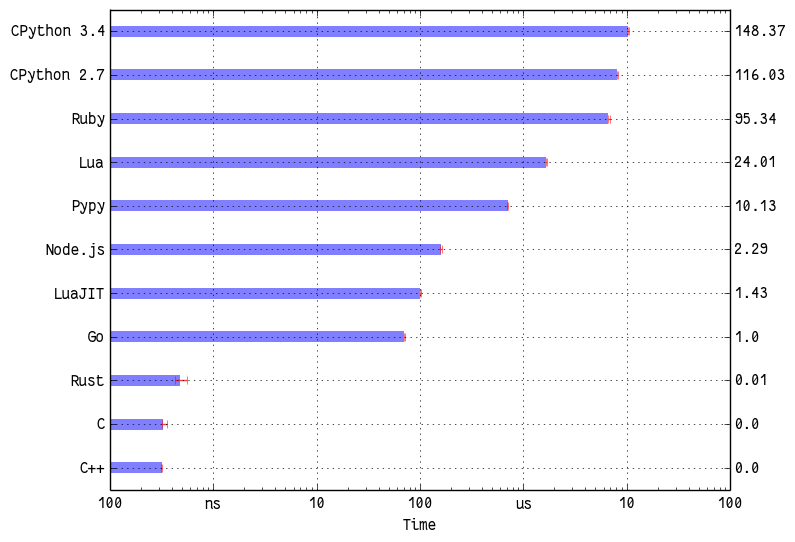 CPython 3.4 148.37
CPython 2.7 116.03
Ruby 95.34
Lua 24.01
Pypy 10.13
Node.js 2.29
LuaJIT 1.43
Go 1.0
Rust 0.01
C 0.0
C++ 0.0
100 ns 10 100 us 10 100
Time